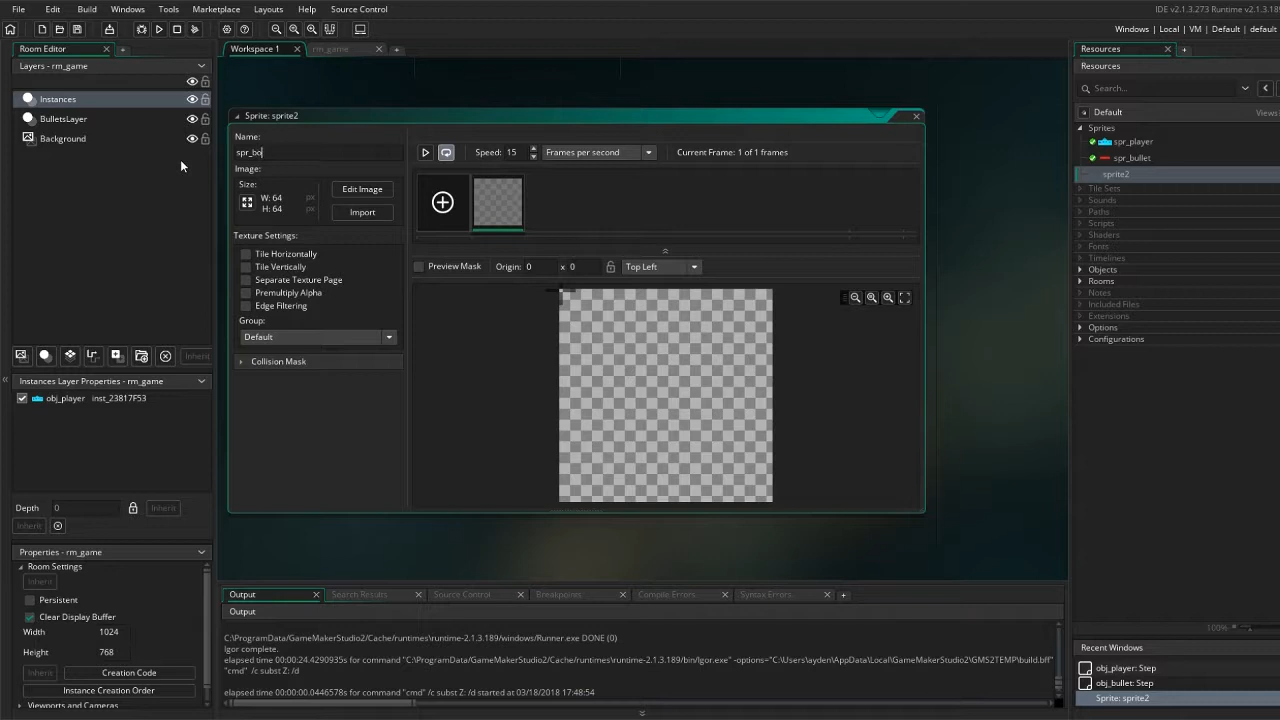 File Edit Build Windows Tools Marketplace Layouts Help Source Control
IDE v2.1.3.273 Runtime v2.1.3.189
Windows | Local | VM | Default | default
Room Editor
Layers - rm_game
Instances
BulletsLayer
Background
Inherit
Instances Layer Properties - rm_game
obj_player inst_23817F53
Depth 0 Inherit
Inherit
Properties - rm_game
Room Settings
Inherit
Persistent
Clear Display Buffer
Width 1024
Height 768
Inherit Creation Code
Instance Creation Order
Viewports and Cameras
Workspace 1 rm_game
Sprite: sprite2
Name:
spr_bo
Image:
Size:
W: 64 px
H: 64 px
Edit Image
Import
Texture Settings:
Tile Horizontally
Tile Vertically
Separate Texture Page
Premultiply Alpha
Edge Filtering
Group:
Default
Collision Mask
Speed: 15 Frames per second Current Frame: 1 of 1 frames
Preview Mask Origin: 0 x 0 Top Left
Output Search Results Source Control Breakpoints Compile Errors Syntax Errors
Output
C:\ProgramData/GameMakerStudio2/Cache/runtimes\runtime-2.1.3.189/windows/Runner.exe DONE (0)
Igor complete.
elapsed time 00:00:24.4290935s for command "C:\ProgramData/GameMakerStudio2/Cache/runtimes\runtime-2.1.3.189/bin/Igor.exe" -options="C:\Users\ayden\AppData\Local\GameMakerStudio2\GMS2TEMP\build.bff"
"cmd" /c subst Z: /d
elapsed time 00:00:00.0446578s for command "cmd" /c subst Z: /d started at 03/18/2018 17:48:54
Resources
Resources
Search...
Default Views
Sprites
spr_player
spr_bullet
sprite2
Tile Sets
Sounds
Paths
Scripts
Shaders
Fonts
Timelines
Objects
Rooms
Notes
Included Files
Extensions
Options
Configurations
100%
Recent Windows
obj_player: Step
obj_bullet: Step
Sprite: sprite2